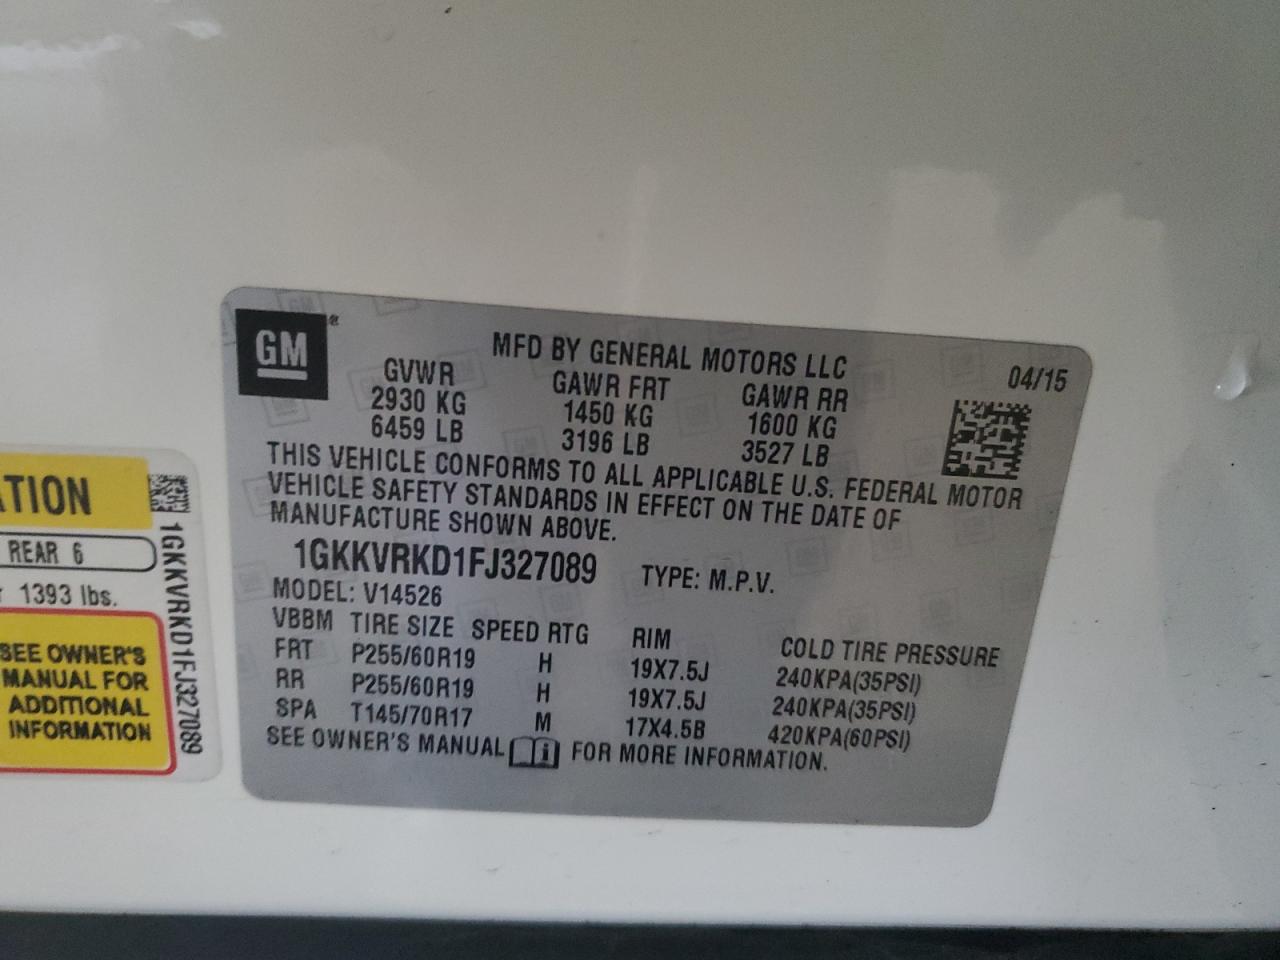 GM
®
MFD BY GENERAL MOTORS LLC
04/15
GVWR GAWR FRT GAWR RR
2930 KG 1450 KG 1600 KG
6459 LB 3196 LB 3527 LB
THIS VEHICLE CONFORMS TO ALL APPLICABLE U.S. FEDERAL MOTOR
VEHICLE SAFETY STANDARDS IN EFFECT ON THE DATE OF
MANUFACTURE SHOWN ABOVE.
1GKKVRKD1FJ327089 TYPE: M.P.V.
MODEL: V14526
VBBM TIRE SIZE SPEED RTG RIM COLD TIRE PRESSURE
FRT P255/60R19 H 19X7.5J 240KPA(35PSI)
RR P255/60R19 H 19X7.5J 240KPA(35PSI)
SPA T145/70R17 M 17X4.5B 420KPA(60PSI)
SEE OWNER'S MANUAL i FOR MORE INFORMATION.
ATION
REAR 6
1393 lbs.
SEE OWNER'S
MANUAL FOR
ADDITIONAL
INFORMATION
1GKKVRKD1FJ327089